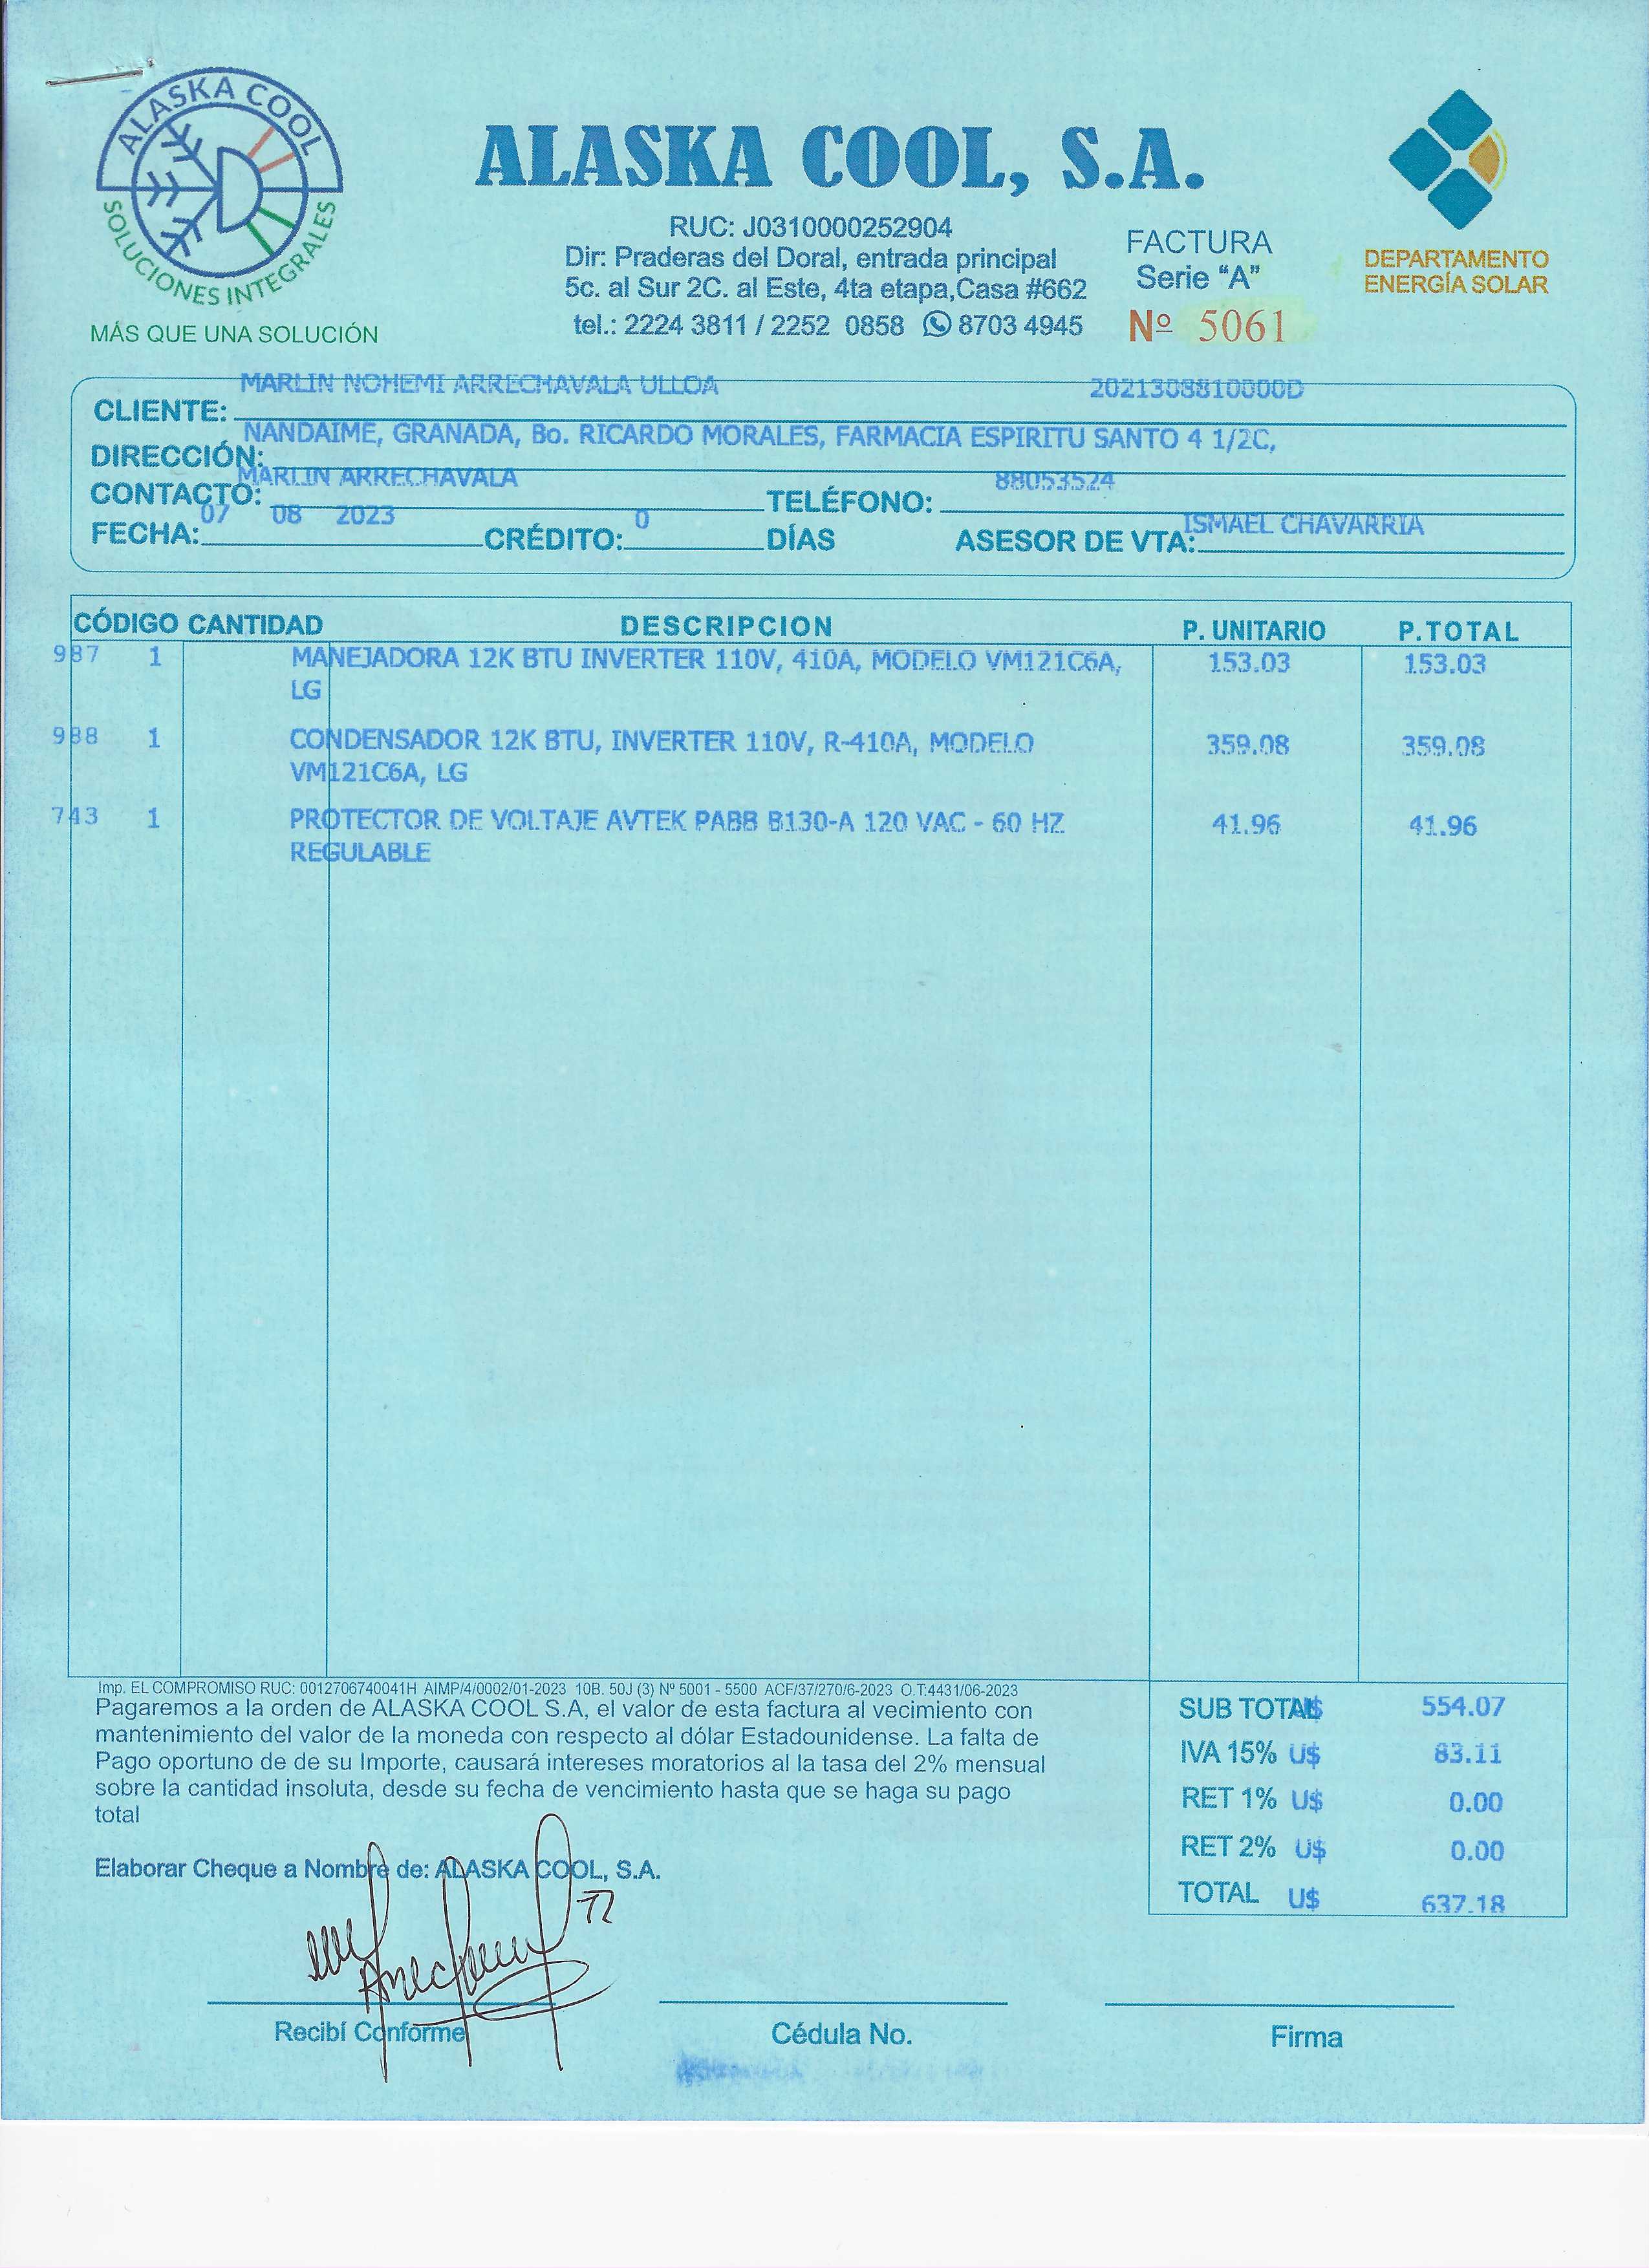 ALASKA COOL
SOLUCIONES INTEGRALES
MÁS QUE UNA SOLUCIÓN
ALASKA COOL, S.A.
RUC: J0310000252904
Dir: Praderas del Doral, entrada principal
5c. al Sur 2C. al Este, 4ta etapa,Casa #662
tel.: 2224 3811 / 2252 0858 8703 4945
FACTURA
Serie “A”
Nº 5061
DEPARTAMENTO
ENERGÍA SOLAR
CLIENTE: MARLIN NOHEMI ARRECHAVALA ULLOA 2021308810000D
DIRECCIÓN: NANDAIME, GRANADA, Bo. RICARDO MORALES, FARMACIA ESPIRITU SANTO 4 1/2C,
CONTACTO: MARLIN ARRECHAVALA TELÉFONO: 88053524
FECHA: 07 08 2023 CRÉDITO: 0 DÍAS ASESOR DE VTA: ISMAEL CHAVARRIA
CÓDIGO CANTIDAD DESCRIPCION P. UNITARIO P.TOTAL
987 1 MANEJADORA 12K BTU INVERTER 110V, 410A, MODELO VM121C6A, 153.03 153.03
LG
988 1 CONDENSADOR 12K BTU, INVERTER 110V, R-410A, MODELO 359.08 359.08
VM121C6A, LG
743 1 PROTECTOR DE VOLTAJE AVTEK PABB B130-A 120 VAC - 60 HZ 41.96 41.96
REGULABLE
Imp. EL COMPROMISO RUC: 0012706740041H AIMP/4/0002/01-2023 10B. 50J (3) Nº 5001 - 5500 ACF/37/270/6-2023 O.T:4431/06-2023
Pagaremos a la orden de ALASKA COOL S.A, el valor de esta factura al vecimiento con
mantenimiento del valor de la moneda con respecto al dólar Estadounidense. La falta de
Pago oportuno de de su Importe, causará intereses moratorios al la tasa del 2% mensual
sobre la cantidad insoluta, desde su fecha de vencimiento hasta que se haga su pago
total
Elaborar Cheque a Nombre de: ALASKA COOL, S.A.
SUB TOTAL U$ 554.07
IVA 15% U$ 83.11
RET 1% U$ 0.00
RET 2% U$ 0.00
TOTAL U$ 637.18
Recibí Conforme
Cédula No.
Firma